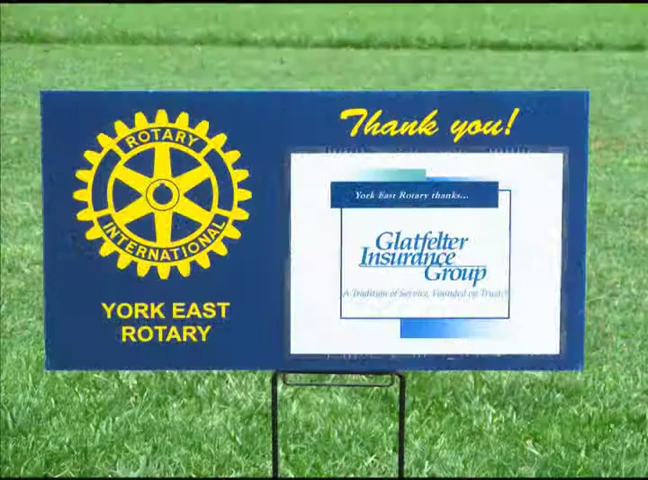 ROTARY
INTERNATIONAL
YORK EAST
ROTARY
Thank you!
York East Rotary thanks...
Glatfelter
Insurance
Group
A Tradition of Service, Founded on Trust®